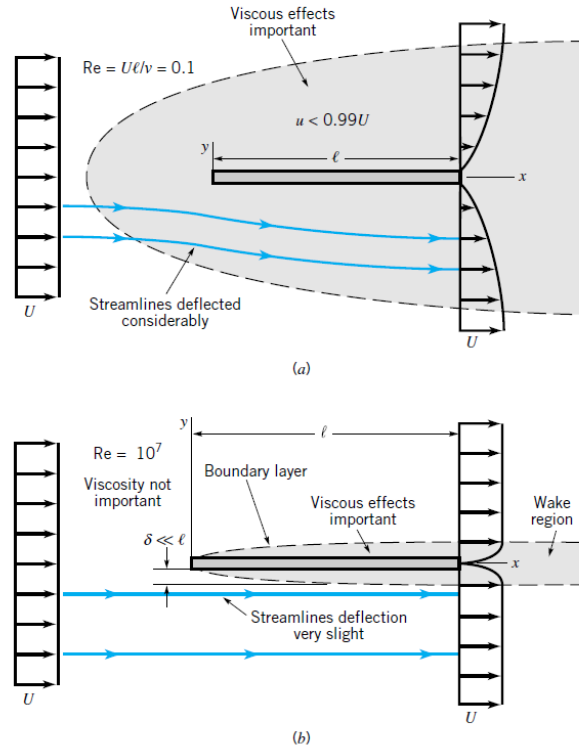 Viscous effects
important
Re = Uℓ/ν = 0.1
u < 0.99U
y
ℓ
x
Streamlines deflected
considerably
U
U
(a)
y
ℓ
Re = 10⁷
Viscosity not
important
Boundary layer
Viscous effects
important
Wake
region
δ ≪ ℓ
x
Streamlines deflection
very slight
U
U
(b)